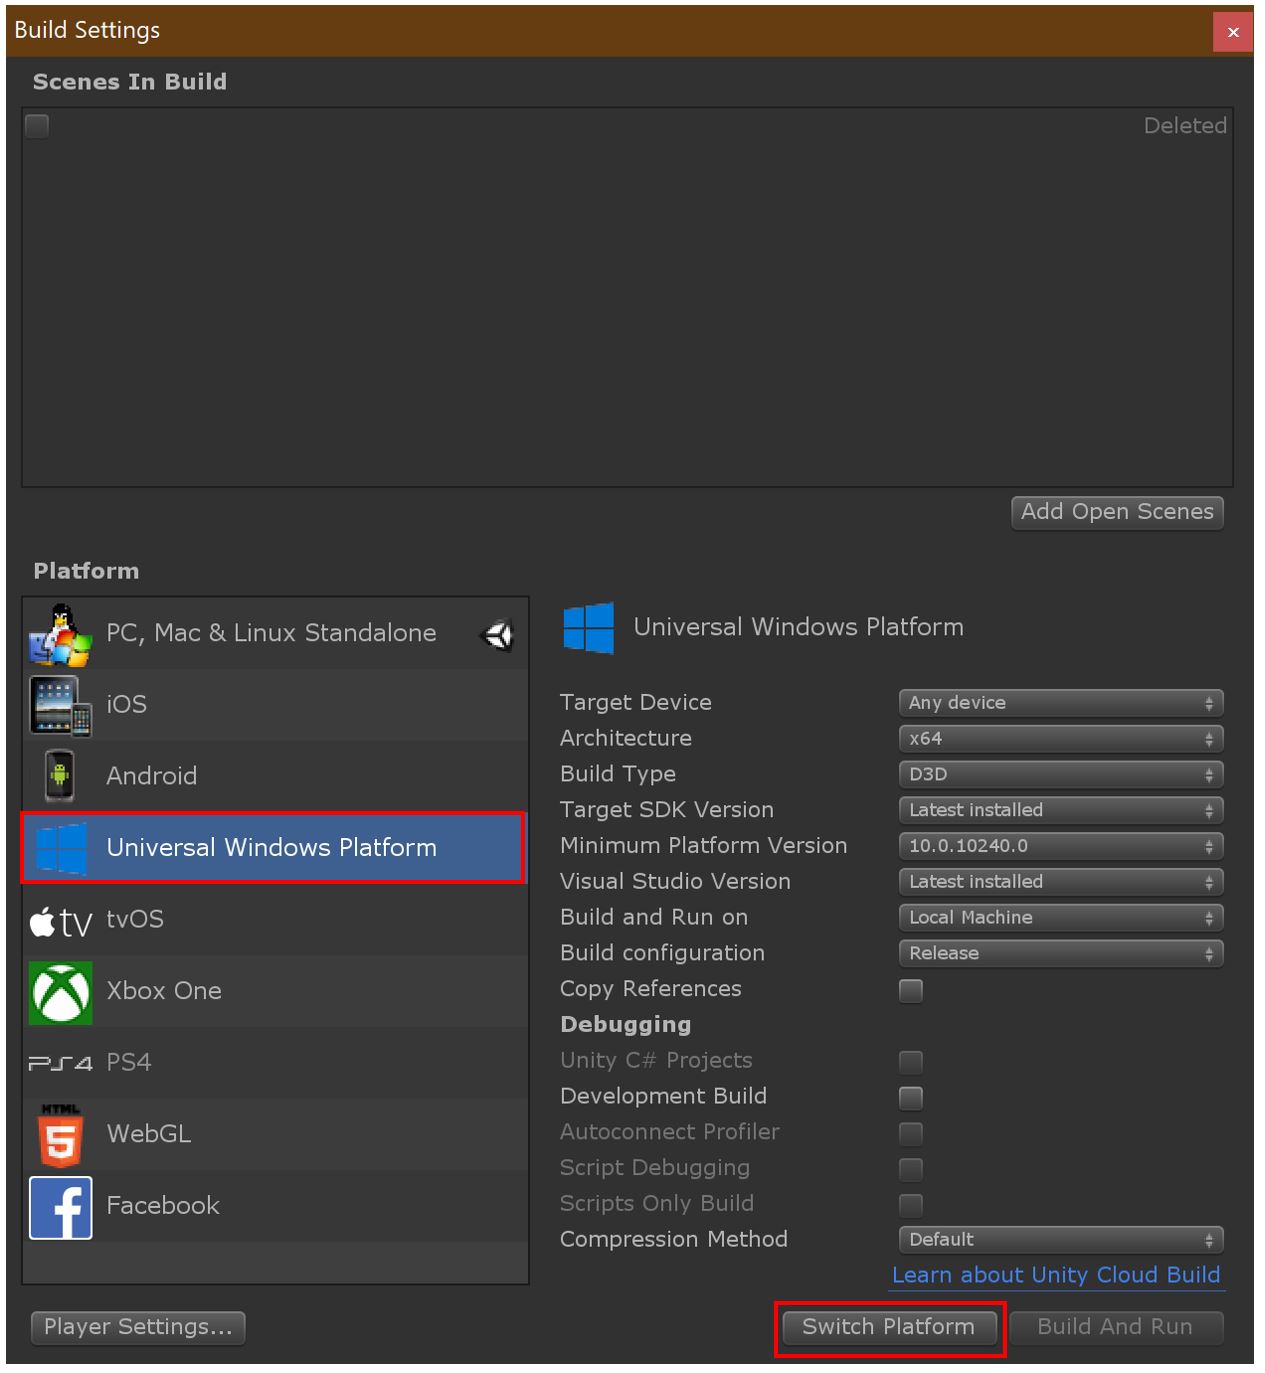 Build Settings
x
Scenes In Build
Deleted
Add Open Scenes
Platform
PC, Mac & Linux Standalone
iOS
Android
Universal Windows Platform
tv tvOS
Xbox One
PS4 PS4
HTML
5
WebGL
f
Facebook
Universal Windows Platform
Target Device Any device
Architecture x64
Build Type D3D
Target SDK Version Latest installed
Minimum Platform Version 10.0.10240.0
Visual Studio Version Latest installed
Build and Run on Local Machine
Build configuration Release
Copy References
Debugging
Unity C# Projects
Development Build
Autoconnect Profiler
Script Debugging
Scripts Only Build
Compression Method Default
Learn about Unity Cloud Build
Player Settings...
Switch Platform
Build And Run